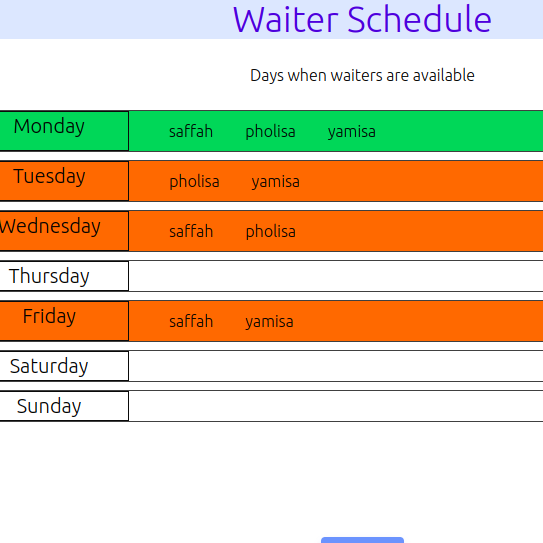 Waiter Schedule
Days when waiters are available
Monday saffah pholisa yamisa
Tuesday pholisa yamisa
Wednesday saffah pholisa
Thursday
Friday saffah yamisa
Saturday
Sunday